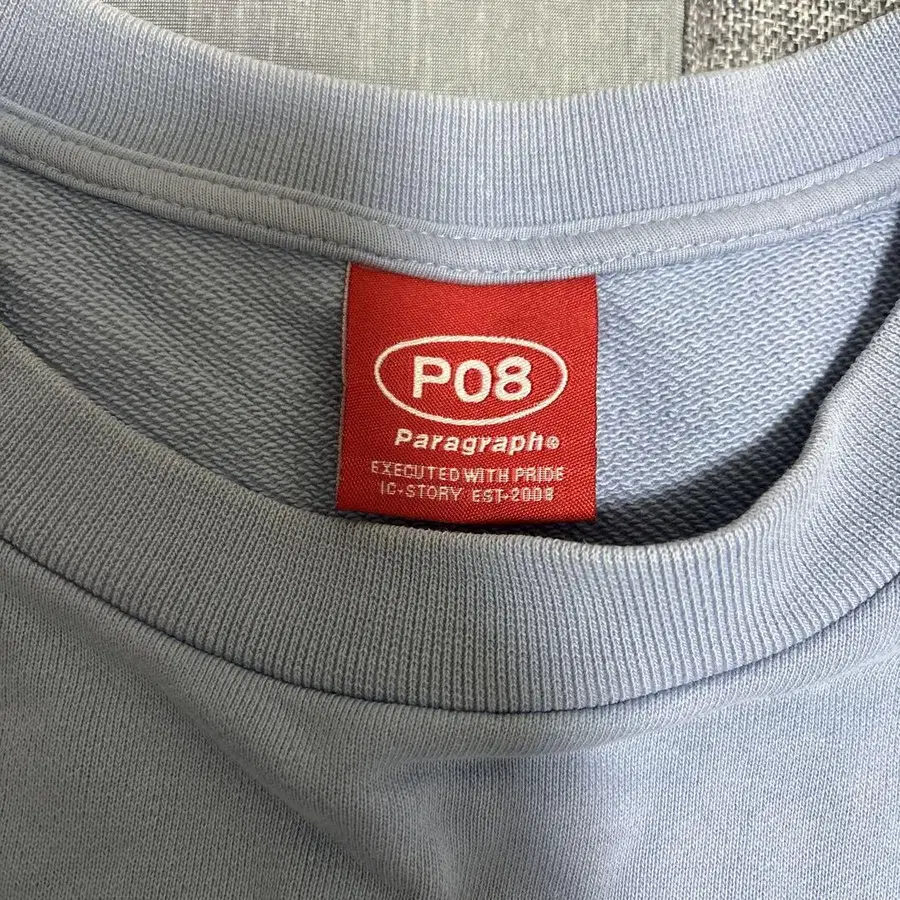 P08
Paragraph®
EXECUTED WITH PRIDE
IC-STORY EST-2008